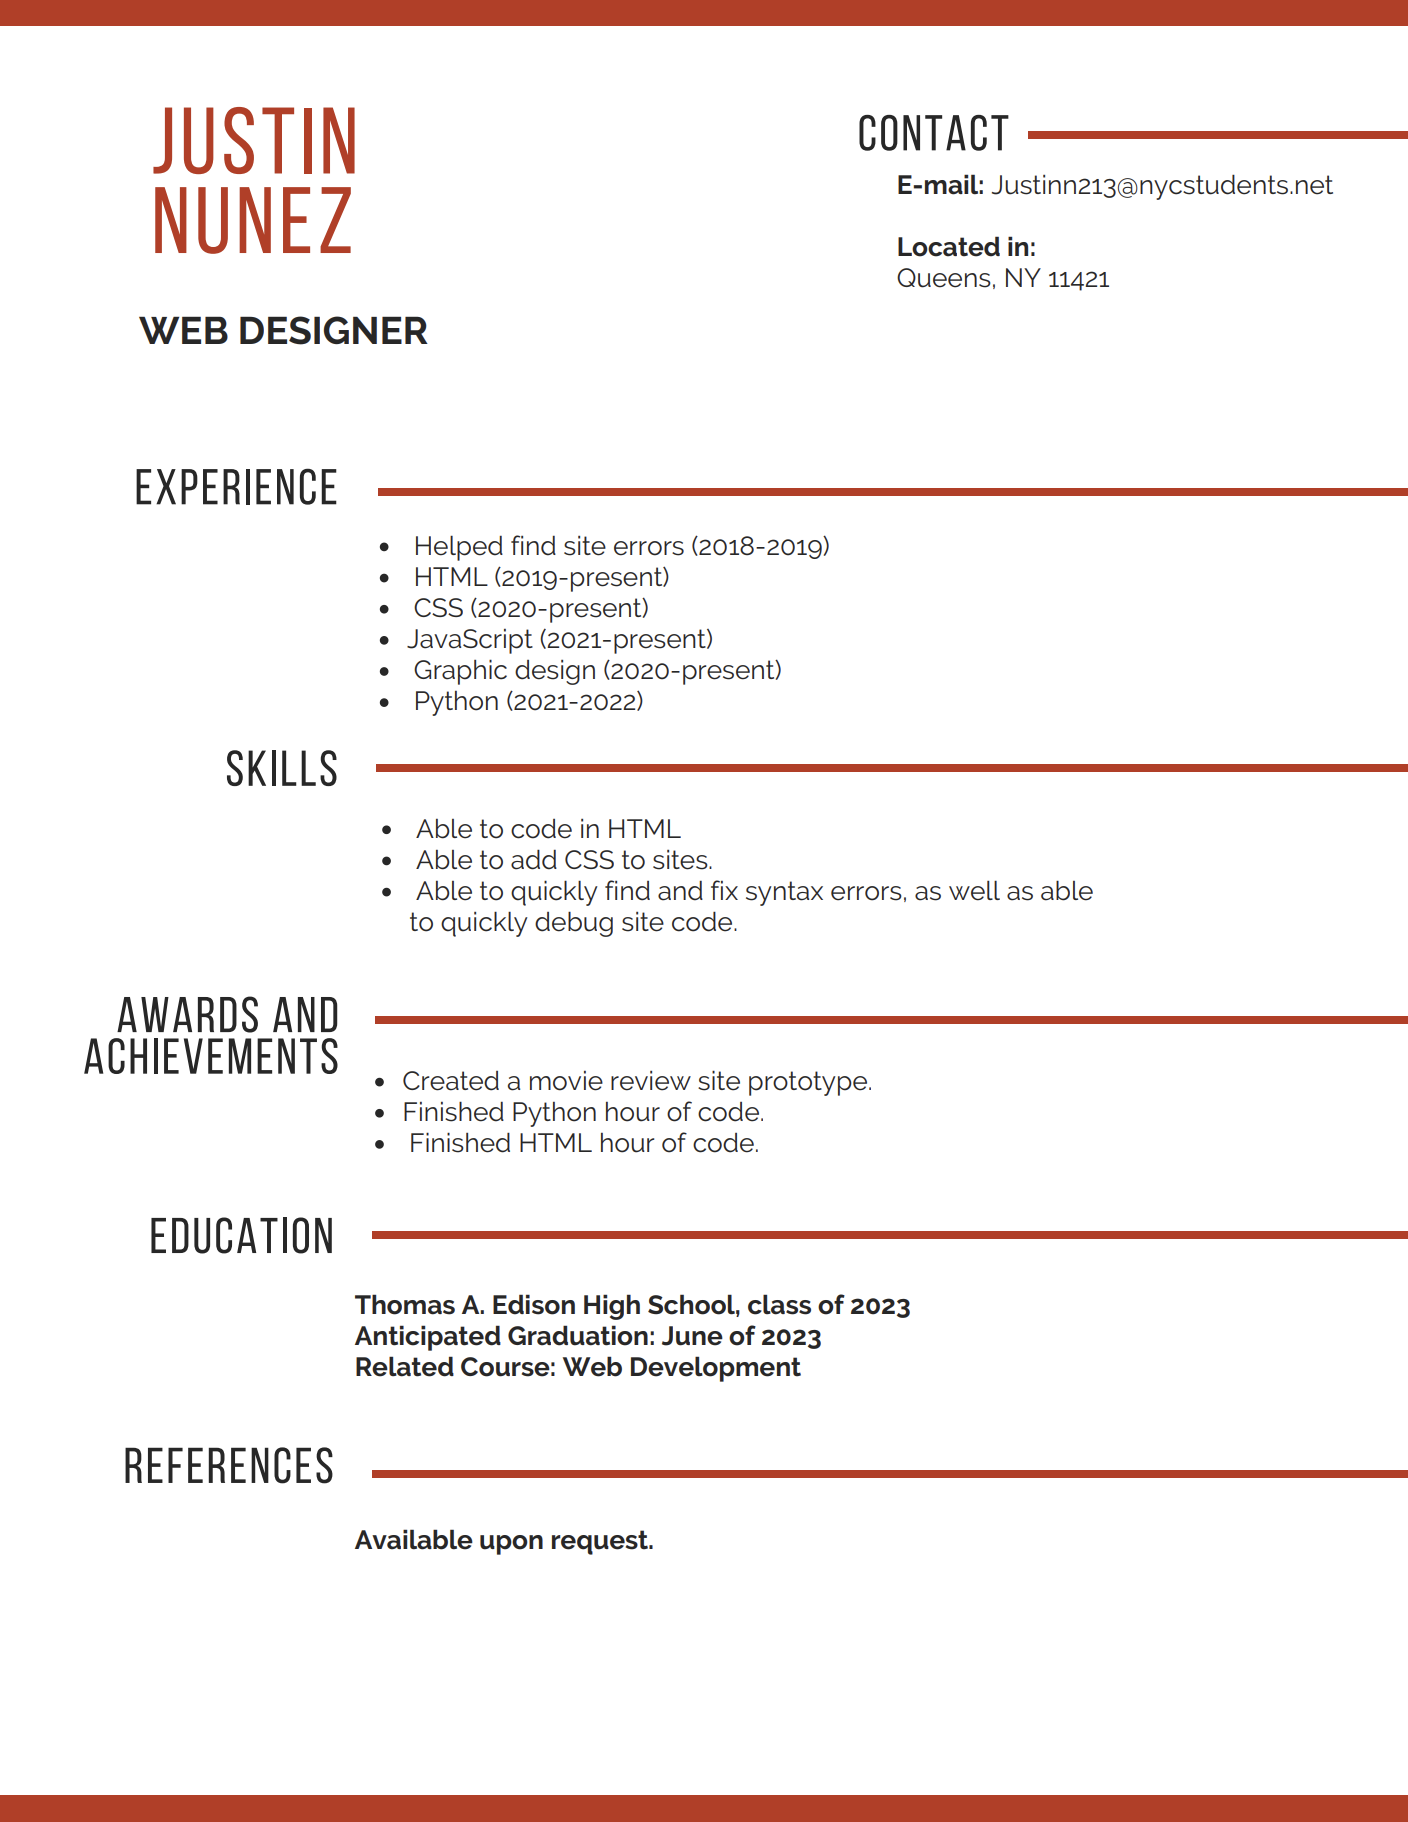 JUSTIN
NUNEZ
WEB DESIGNER
CONTACT
E-mail: Justinn213@nycstudents.net
Located in:
Queens, NY 11421
EXPERIENCE
• Helped find site errors (2018-2019)
• HTML (2019-present)
• CSS (2020-present)
• JavaScript (2021-present)
• Graphic design (2020-present)
• Python (2021-2022)
SKILLS
• Able to code in HTML
• Able to add CSS to sites.
• Able to quickly find and fix syntax errors, as well as able
to quickly debug site code.
AWARDS AND
ACHIEVEMENTS
• Created a movie review site prototype.
• Finished Python hour of code.
• Finished HTML hour of code.
EDUCATION
Thomas A. Edison High School, class of 2023
Anticipated Graduation: June of 2023
Related Course: Web Development
REFERENCES
Available upon request.